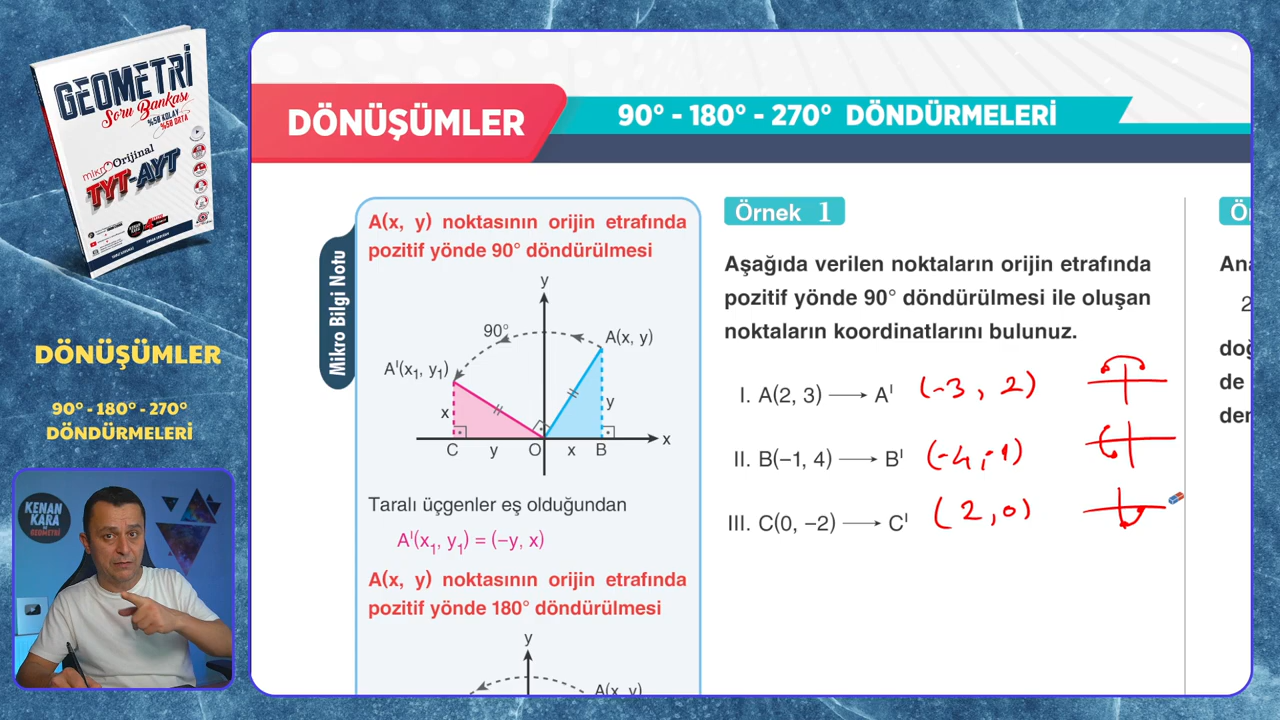 GEOMETRİ
Soru Bankası
%50 KOLAY
%50 ORTA
mikro Orijinal
TYT-AYT
DÖNÜŞÜMLER
90° - 180° - 270°
DÖNDÜRMELERİ
KENAN
KARA
GEOMETRİ
DÖNÜŞÜMLER
90° - 180° - 270° DÖNDÜRMELERİ
Mikro Bilgi Notu
A(x, y) noktasının orijin etrafında
pozitif yönde 90° döndürülmesi
y
90°
A(x, y)
A'(x₁, y₁)
x
y
x
C
y
O
x
B
Taralı üçgenler eş olduğundan
A'(x₁, y₁) = (−y, x)
A(x, y) noktasının orijin etrafında
pozitif yönde 180° döndürülmesi
y
A(x, y)
Örnek 1
Aşağıda verilen noktaların orijin etrafında
pozitif yönde 90° döndürülmesi ile oluşan
noktaların koordinatlarını bulunuz.
I. A(2, 3) → A' (-3, 2)
II. B(−1, 4) → B' (-4, -1)
III. C(0, −2) → C' (2, 0)
Ö
An
2
doğ
de
den